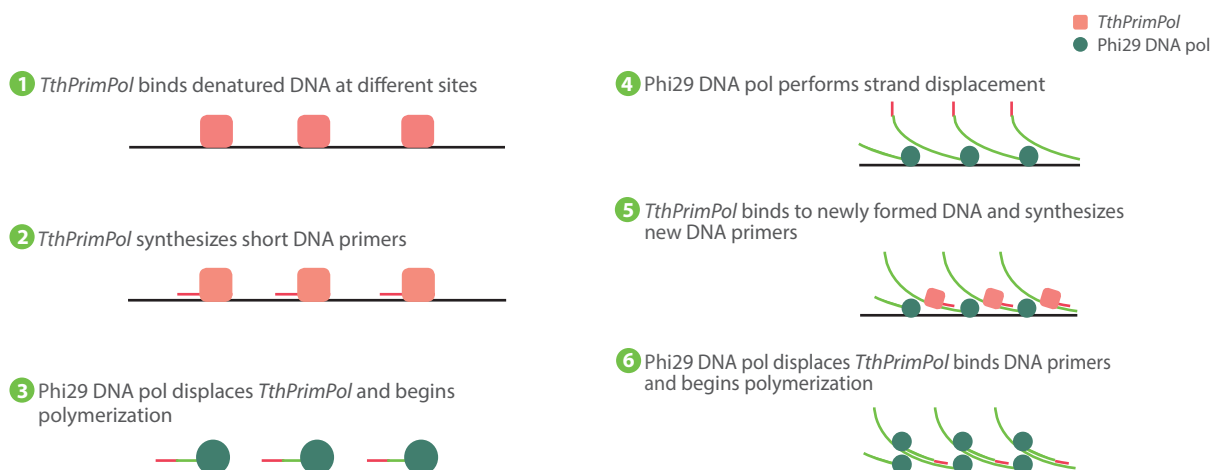 TthPrimPol
Phi29 DNA pol
1 TthPrimPol binds denatured DNA at different sites
2 TthPrimPol synthesizes short DNA primers
3 Phi29 DNA pol displaces TthPrimPol and begins
polymerization
4 Phi29 DNA pol performs strand displacement
5 TthPrimPol binds to newly formed DNA and synthesizes
new DNA primers
6 Phi29 DNA pol displaces TthPrimPol binds DNA primers
and begins polymerization